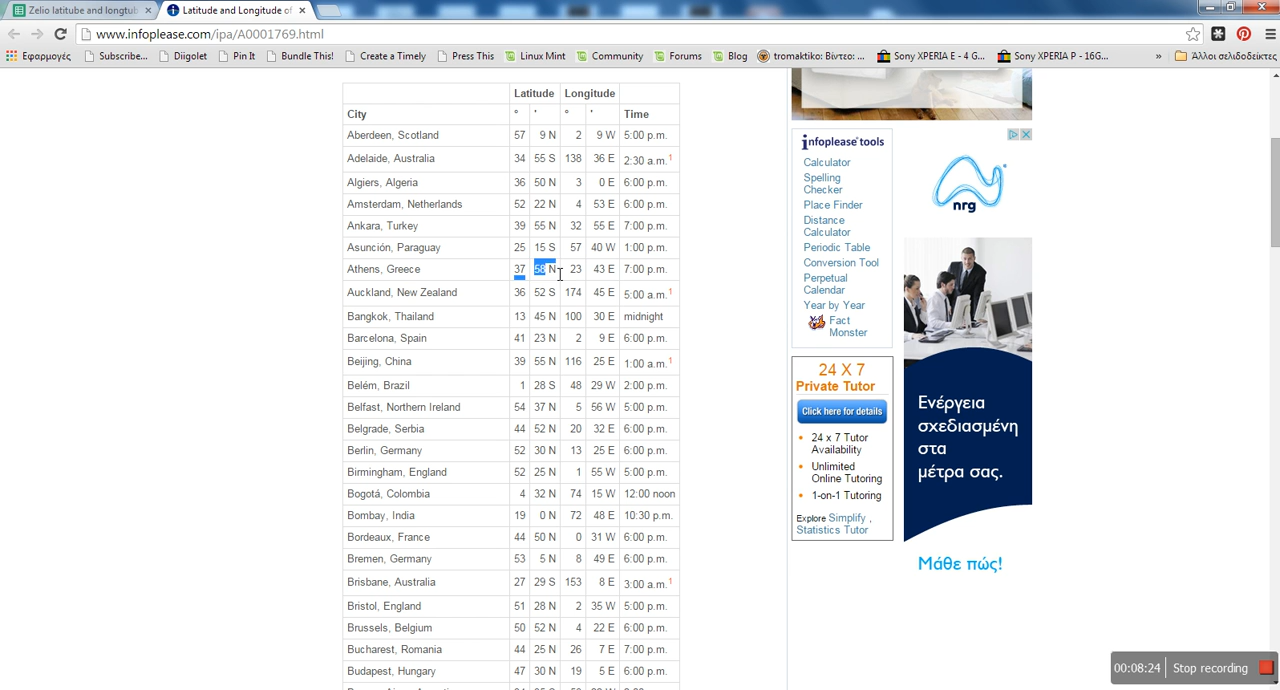 Zelio latitube and longtub
Latitude and Longitude of
www.infoplease.com/ipa/A0001769.html
Εφαρμογές Subscribe... Diigolet Pin It Bundle This! Create a Timely Press This Linux Mint Community Forums Blog tromaktiko: Βίντεο: ... Sony XPERIA E - 4 G... Sony XPERIA P - 16G... » Άλλοι σελιδοδείκτες
Latitude Longitude
City ° ' ° ' Time
Aberdeen, Scotland 57 9 N 2 9 W 5:00 p.m.
Adelaide, Australia 34 55 S 138 36 E 2:30 a.m.1
Algiers, Algeria 36 50 N 3 0 E 6:00 p.m.
Amsterdam, Netherlands 52 22 N 4 53 E 6:00 p.m.
Ankara, Turkey 39 55 N 32 55 E 7:00 p.m.
Asunción, Paraguay 25 15 S 57 40 W 1:00 p.m.
Athens, Greece 37 58 N 23 43 E 7:00 p.m.
Auckland, New Zealand 36 52 S 174 45 E 5:00 a.m.1
Bangkok, Thailand 13 45 N 100 30 E midnight
Barcelona, Spain 41 23 N 2 9 E 6:00 p.m.
Beijing, China 39 55 N 116 25 E 1:00 a.m.1
Belém, Brazil 1 28 S 48 29 W 2:00 p.m.
Belfast, Northern Ireland 54 37 N 5 56 W 5:00 p.m.
Belgrade, Serbia 44 52 N 20 32 E 6:00 p.m.
Berlin, Germany 52 30 N 13 25 E 6:00 p.m.
Birmingham, England 52 25 N 1 55 W 5:00 p.m.
Bogotá, Colombia 4 32 N 74 15 W 12:00 noon
Bombay, India 19 0 N 72 48 E 10:30 p.m.
Bordeaux, France 44 50 N 0 31 W 6:00 p.m.
Bremen, Germany 53 5 N 8 49 E 6:00 p.m.
Brisbane, Australia 27 29 S 153 8 E 3:00 a.m.1
Bristol, England 51 28 N 2 35 W 5:00 p.m.
Brussels, Belgium 50 52 N 4 22 E 6:00 p.m.
Bucharest, Romania 44 25 N 26 7 E 7:00 p.m.
Budapest, Hungary 47 30 N 19 5 E 6:00 p.m.
infoplease tools
Calculator
Spelling
Checker
Place Finder
Distance
Calculator
Periodic Table
Conversion Tool
Perpetual
Calendar
Year by Year
Fact
Monster
24 X 7
Private Tutor
Click here for details
• 24 x 7 Tutor
Availability
• Unlimited
Online Tutoring
• 1-on-1 Tutoring
Explore Simplify ,
Statistics Tutor
nrg
Ενέργεια
σχεδιασμένη
στα
μέτρα σας.
Μάθε πώς!
00:08:24 Stop recording